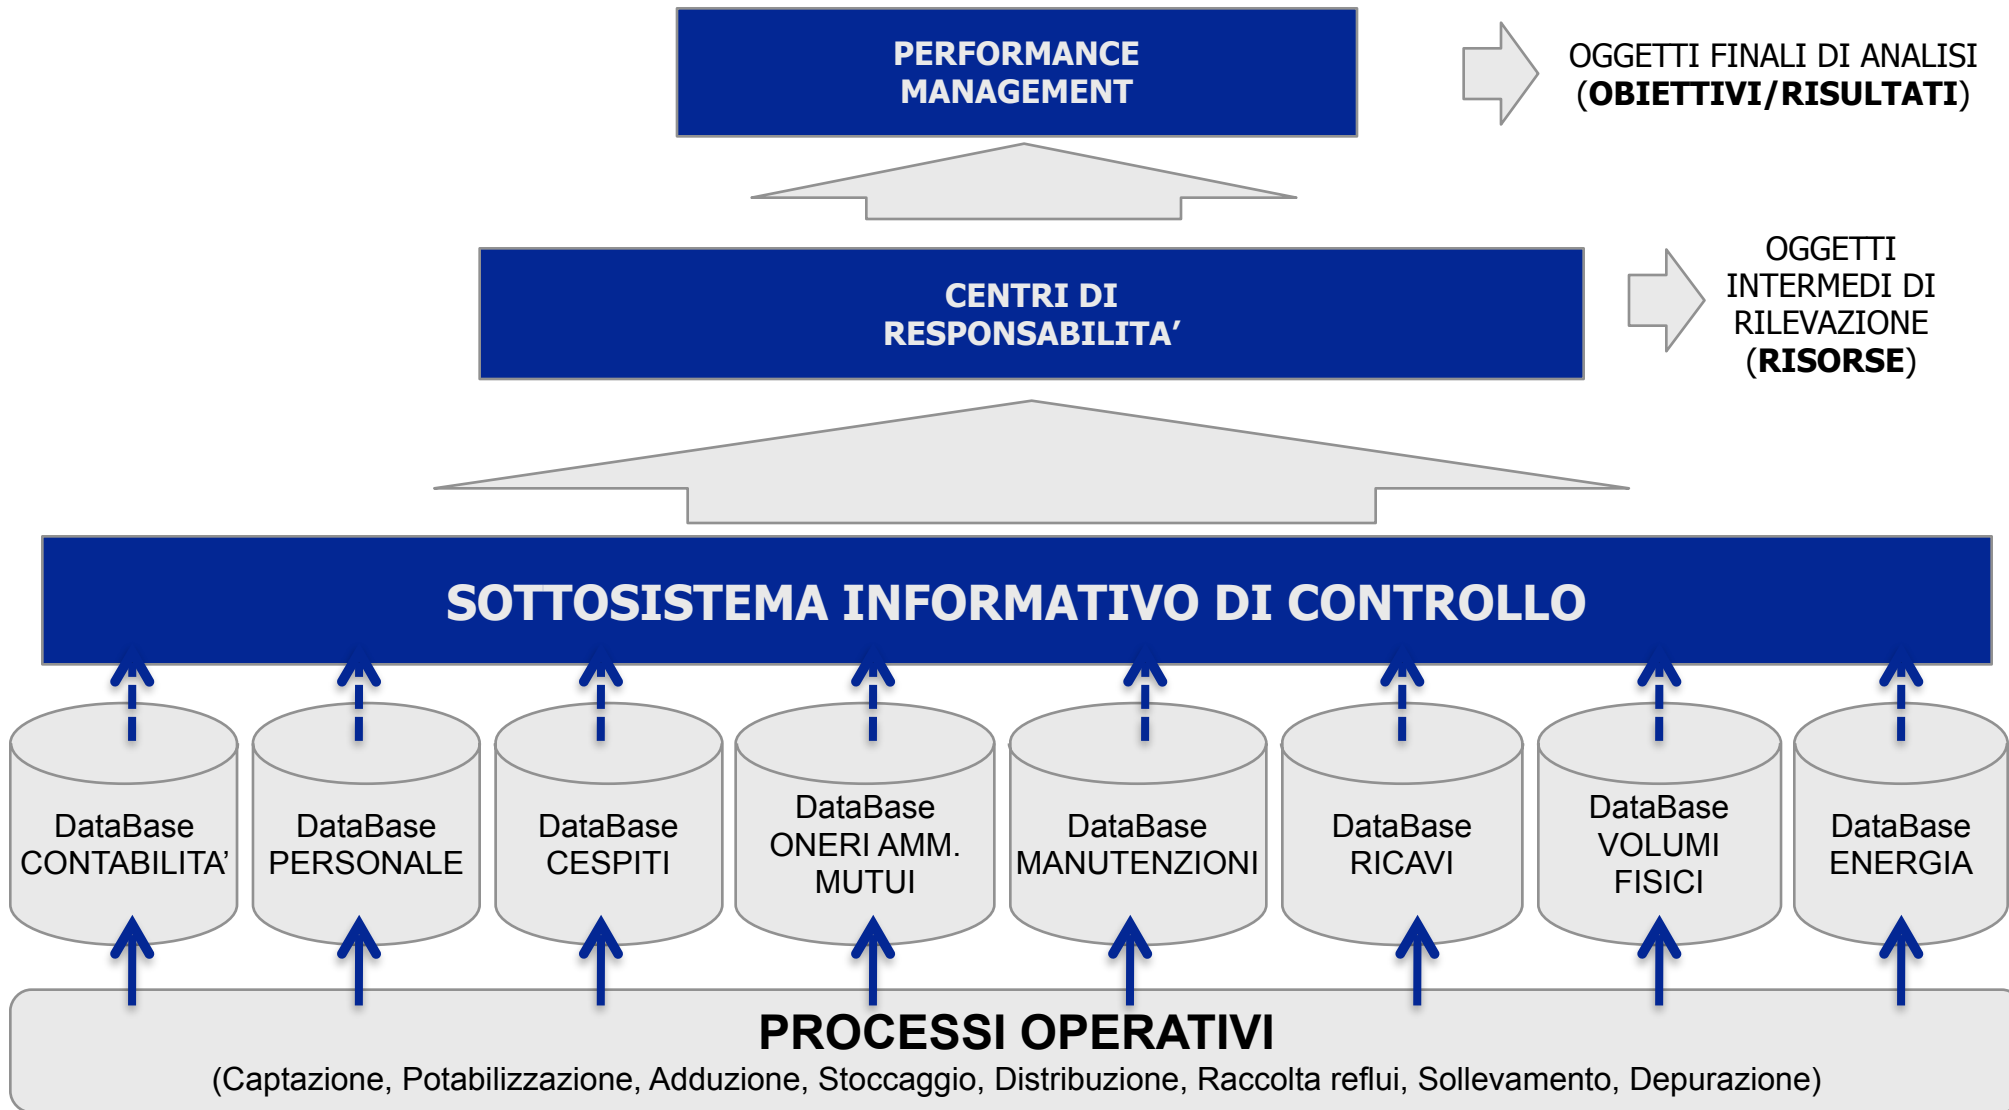 PERFORMANCE
MANAGEMENT
OGGETTI FINALI DI ANALISI
(OBIETTIVI/RISULTATI)
CENTRI DI
RESPONSABILITA’
OGGETTI
INTERMEDI DI
RILEVAZIONE
(RISORSE)
SOTTOSISTEMA INFORMATIVO DI CONTROLLO
DataBase
CONTABILITA’
DataBase
PERSONALE
DataBase
CESPITI
DataBase
ONERI AMM.
MUTUI
DataBase
MANUTENZIONI
DataBase
RICAVI
DataBase
VOLUMI
FISICI
DataBase
ENERGIA
PROCESSI OPERATIVI
(Captazione, Potabilizzazione, Adduzione, Stoccaggio, Distribuzione, Raccolta reflui, Sollevamento, Depurazione)